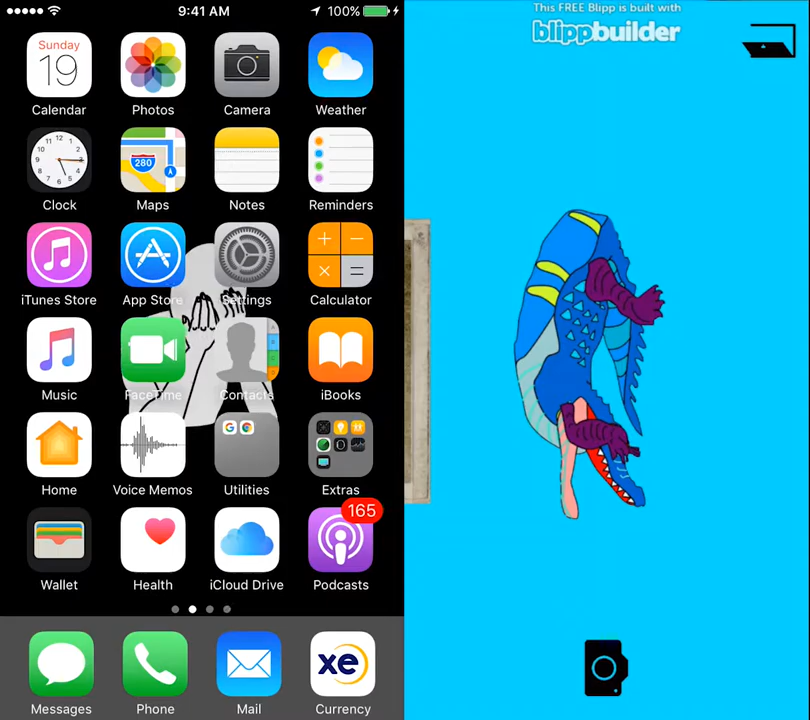 9:41 AM
100%
This FREE Blipp is built with
blippbuilder
Sunday
19
Calendar
Photos
Camera
Weather
280
Clock
Maps
Notes
Reminders
iTunes Store
App Store
Settings
Calculator
Music
FaceTime
Contacts
iBooks
Home
Voice Memos
Utilities
Extras
165
Wallet
Health
iCloud Drive
Podcasts
xe
Messages
Phone
Mail
Currency